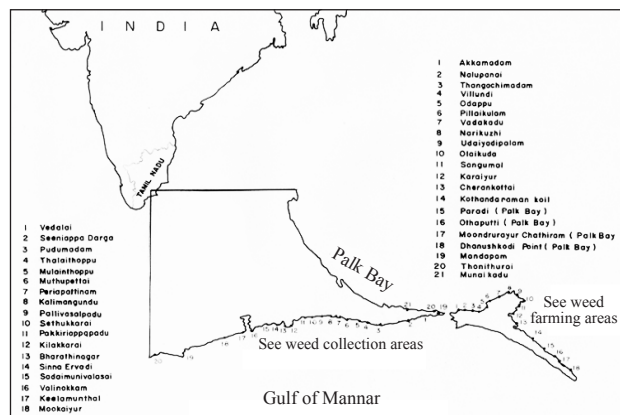 I N D I A
TAMIL NADU
1 Akkamadam
2 Nalupanai
3 Thangachimadam
4 Villundi
5 Odappu
6 Pillaikulam
7 Vadakadu
8 Narikuzhi
9 Udaiyadipalam
10 Olaikuda
11 Sangumal
12 Karaiyur
13 Cherankottai
14 Kothandaraman koil
15 Paradi ( Palk Bay )
16 Othaputti ( Palk Bay )
17 Moondrurayur Chathiram ( Palk Bay
18 Dhanushkodi Point ( Palk Bay )
19 Mandapam
20 Thonithurai
21 Munaikadu
1 Vedalai
2 Seeniappa Darga
3 Pudumadam
4 Thalaithoppu
5 Mulainthoppu
6 Muthupettai
7 Periapattinam
8 Kalimangundu
9 Pallivasalpadu
10 Sethukkarai
11 Pakkiriappapadu
12 Kilakkarai
13 Bharathinagar
14 Sinna Ervadi
15 Sadaimunivalasai
16 Valinokkam
17 Keelamunthal
18 Mookaiyur
Palk Bay
See weed
farming areas
See weed collection areas
Gulf of Mannar